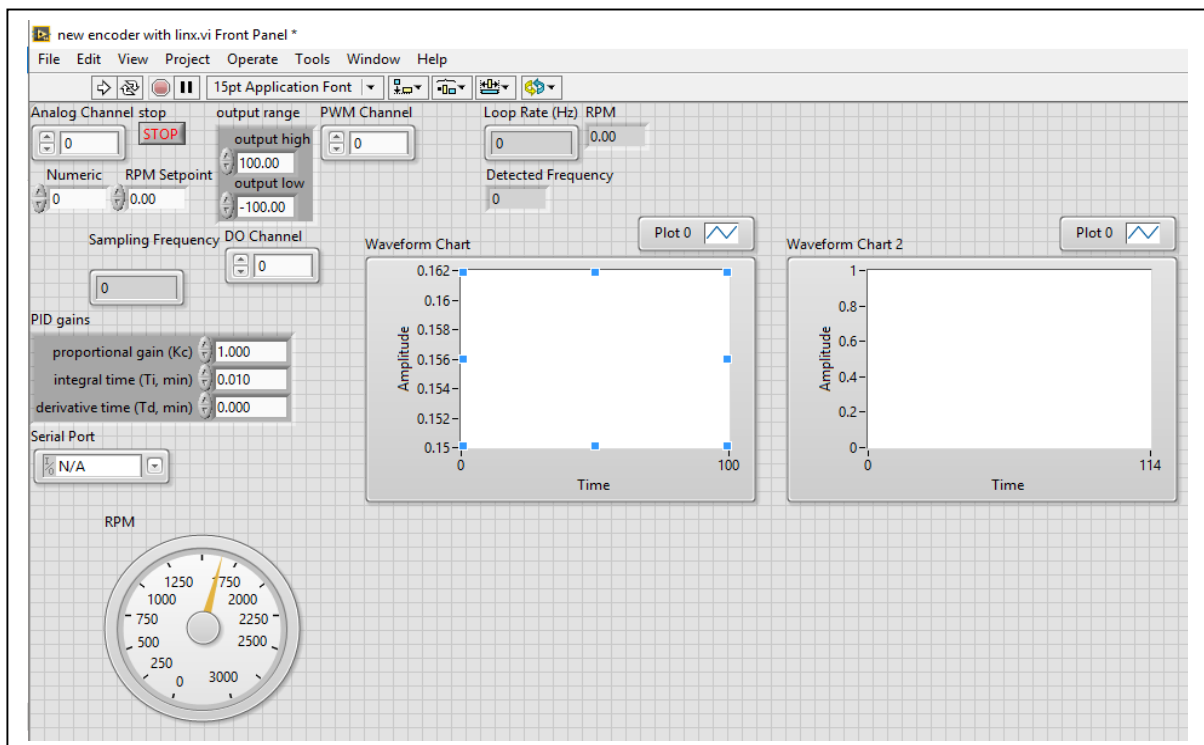 new encoder with linx.vi Front Panel *
File Edit View Project Operate Tools Window Help
15pt Application Font
Analog Channel stop output range PWM Channel Loop Rate (Hz) RPM
0 STOP output high 0 0 0.00
100.00
Numeric RPM Setpoint output low Detected Frequency
0 0.00 -100.00 0
Sampling Frequency DO Channel
0 0
PID gains
proportional gain (Kc) 1.000
integral time (Ti, min) 0.010
derivative time (Td, min) 0.000
Serial Port
I/O N/A
Waveform Chart Plot 0
0.162
0.16
0.158
0.156
0.154
0.152
0.15
Amplitude
0 100
Time
Waveform Chart 2 Plot 0
1
0.8
0.6
0.4
0.2
0
Amplitude
0 114
Time
RPM
1250 1750
1000 2000
750 2250
500 2500
250
0 3000